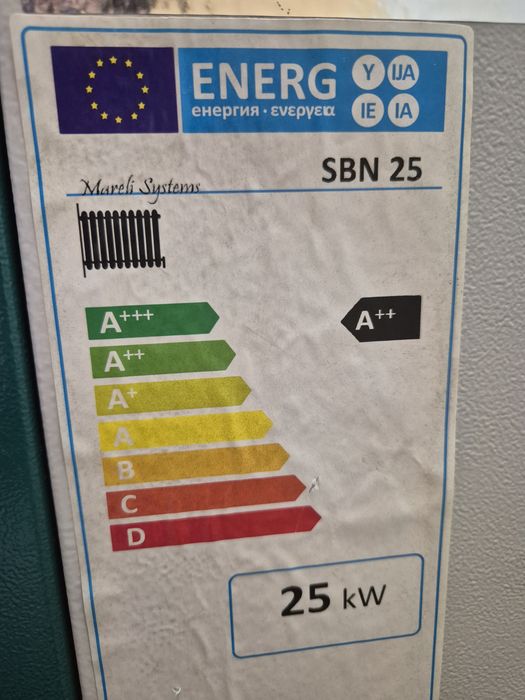 ENERG Y IJA
енергия · ενεργεια IE IA
SBN 25
Mareli Systems
A+++
A++
A++
A+
A
B
C
D
25 kW